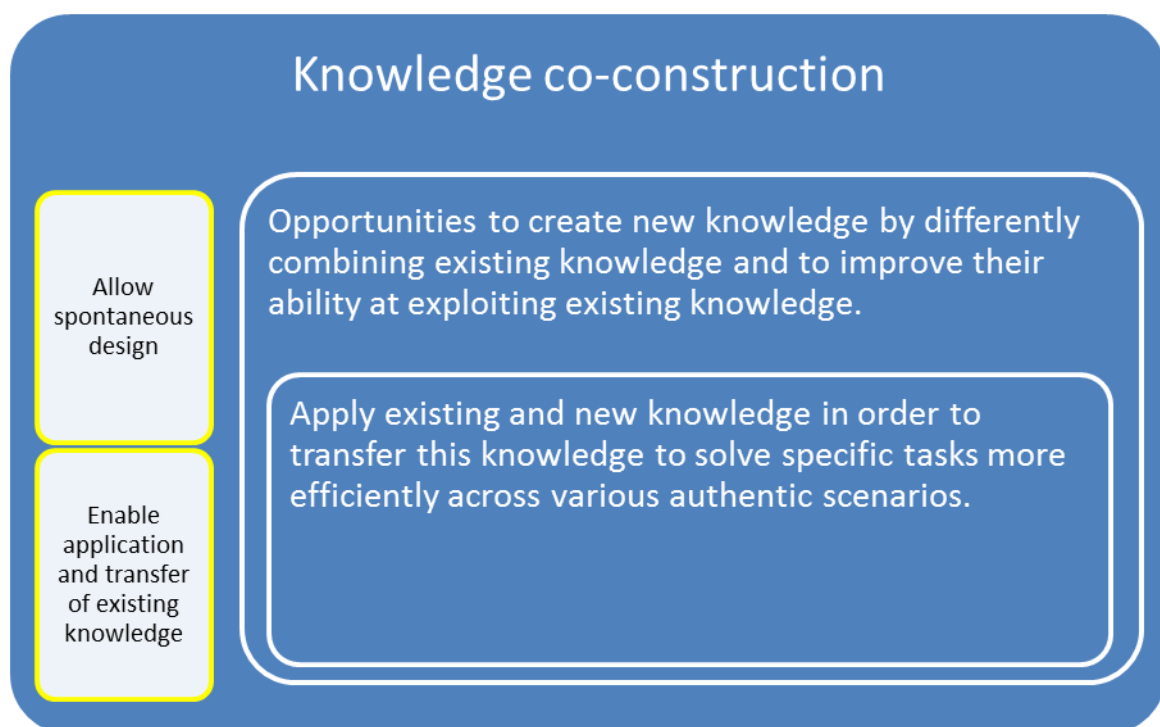 Knowledge co-construction
Allow
spontaneous
design
Opportunities to create new knowledge by differently
combining existing knowledge and to improve their
ability at exploiting existing knowledge.
Enable
application
and transfer
of existing
knowledge
Apply existing and new knowledge in order to
transfer this knowledge to solve specific tasks more
efficiently across various authentic scenarios.